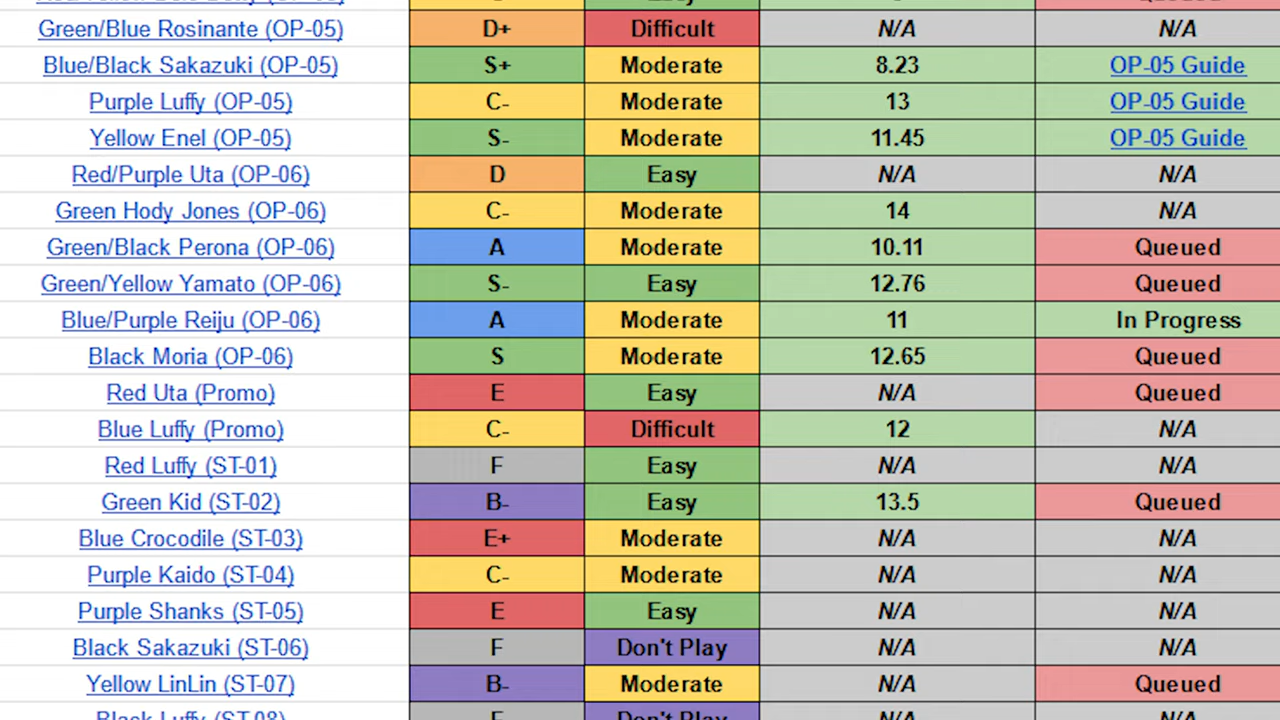 Green/Blue Rosinante (OP-05) D+ Difficult N/A N/A
Blue/Black Sakazuki (OP-05) S+ Moderate 8.23 OP-05 Guide
Purple Luffy (OP-05) C- Moderate 13 OP-05 Guide
Yellow Enel (OP-05) S- Moderate 11.45 OP-05 Guide
Red/Purple Uta (OP-06) D Easy N/A N/A
Green Hody Jones (OP-06) C- Moderate 14 N/A
Green/Black Perona (OP-06) A Moderate 10.11 Queued
Green/Yellow Yamato (OP-06) S- Easy 12.76 Queued
Blue/Purple Reiju (OP-06) A Moderate 11 In Progress
Black Moria (OP-06) S Moderate 12.65 Queued
Red Uta (Promo) E Easy N/A Queued
Blue Luffy (Promo) C- Difficult 12 N/A
Red Luffy (ST-01) F Easy N/A N/A
Green Kid (ST-02) B- Easy 13.5 Queued
Blue Crocodile (ST-03) E+ Moderate N/A N/A
Purple Kaido (ST-04) C- Moderate N/A N/A
Purple Shanks (ST-05) E Easy N/A N/A
Black Sakazuki (ST-06) F Don't Play N/A N/A
Yellow LinLin (ST-07) B- Moderate N/A Queued
Black Luffy (ST-08) Don't Play N/A N/A